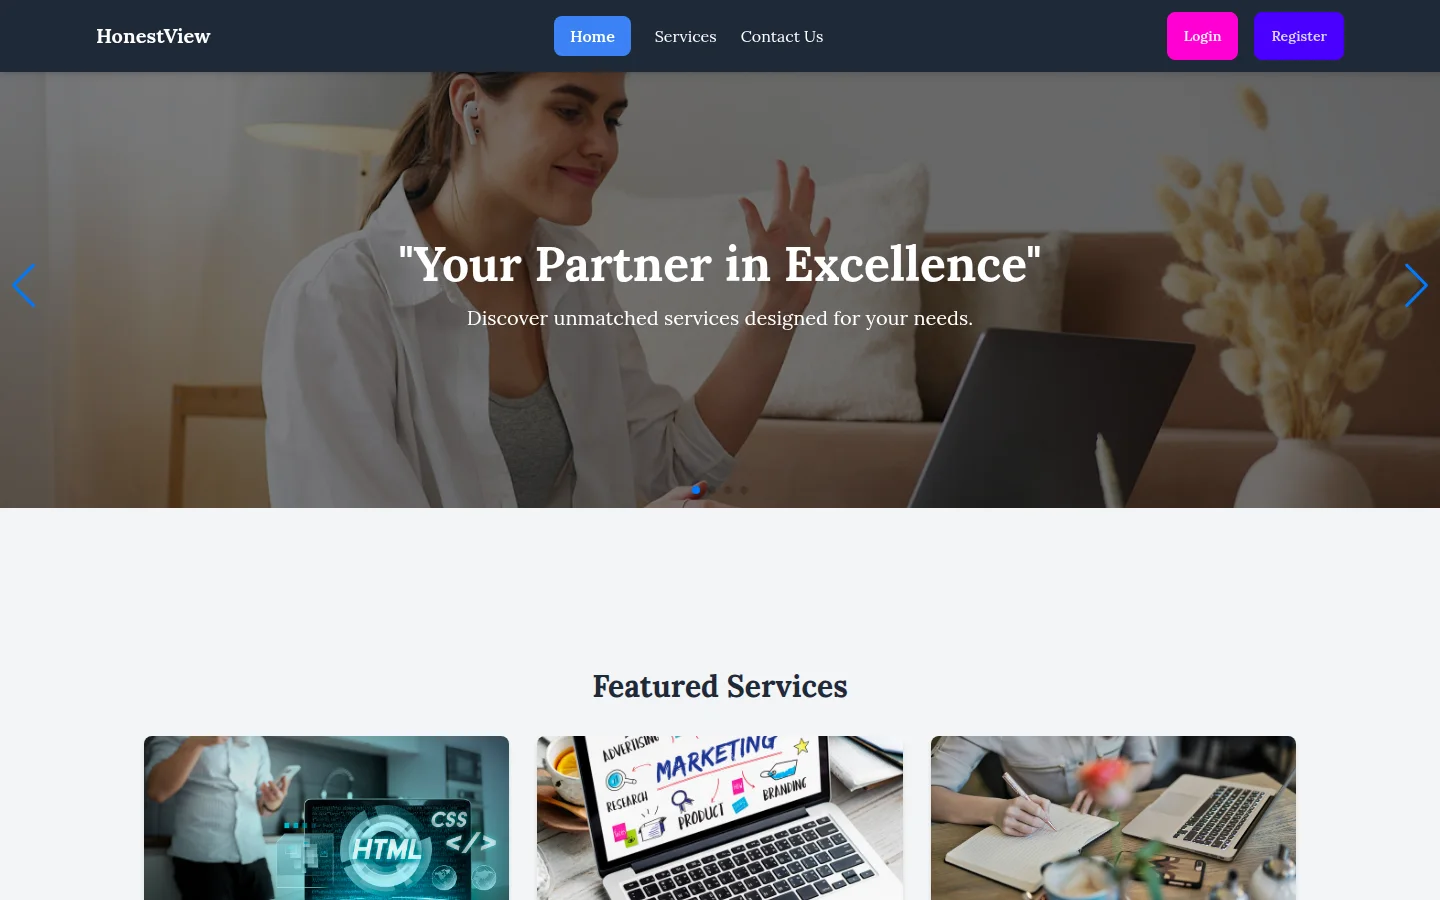 HonestView
Home
Services
Contact Us
Login
Register
"Your Partner in Excellence"
Discover unmatched services designed for your needs.
Featured Services
CSS
</>
HTML
ADVERTISING
MARKETING
RESEARCH
PRODUCT
BRANDING